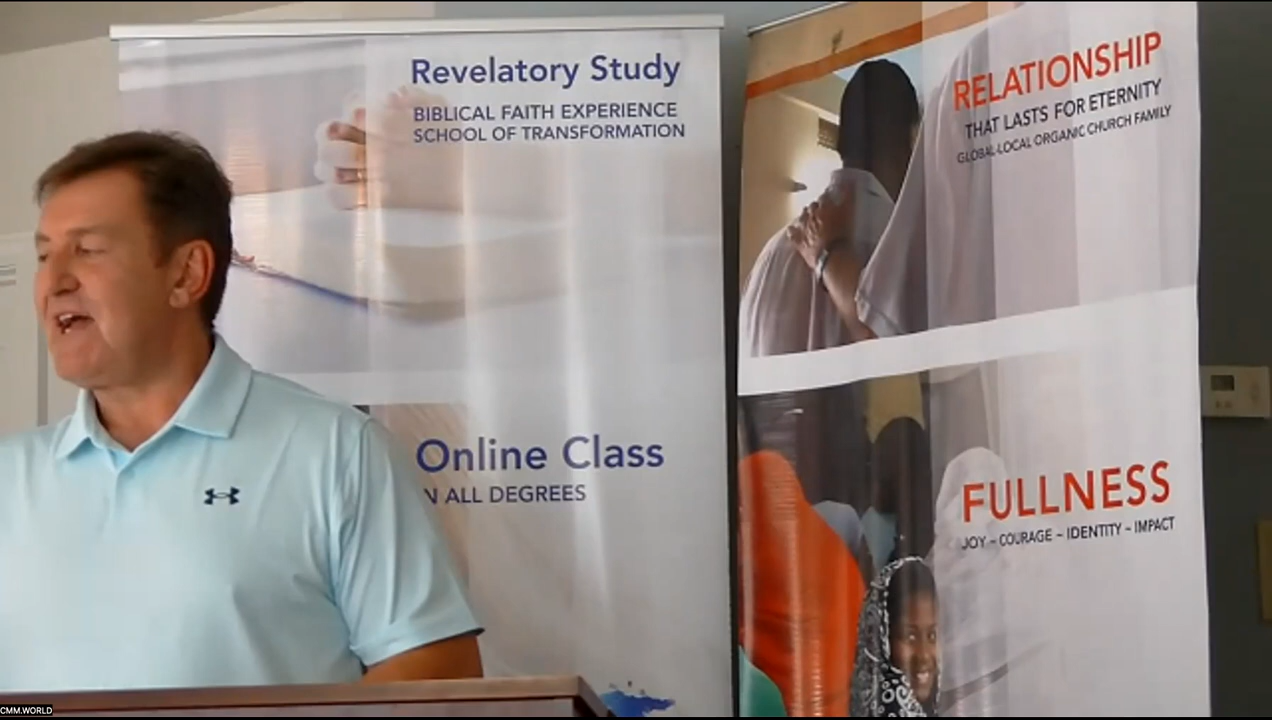 Revelatory Study
BIBLICAL FAITH EXPERIENCE
SCHOOL OF TRANSFORMATION
Online Class
N ALL DEGREES
RELATIONSHIP
THAT LASTS FOR ETERNITY
GLOBAL-LOCAL ORGANIC CHURCH FAMILY
FULLNESS
JOY – COURAGE – IDENTITY – IMPACT
CMM.WORLD